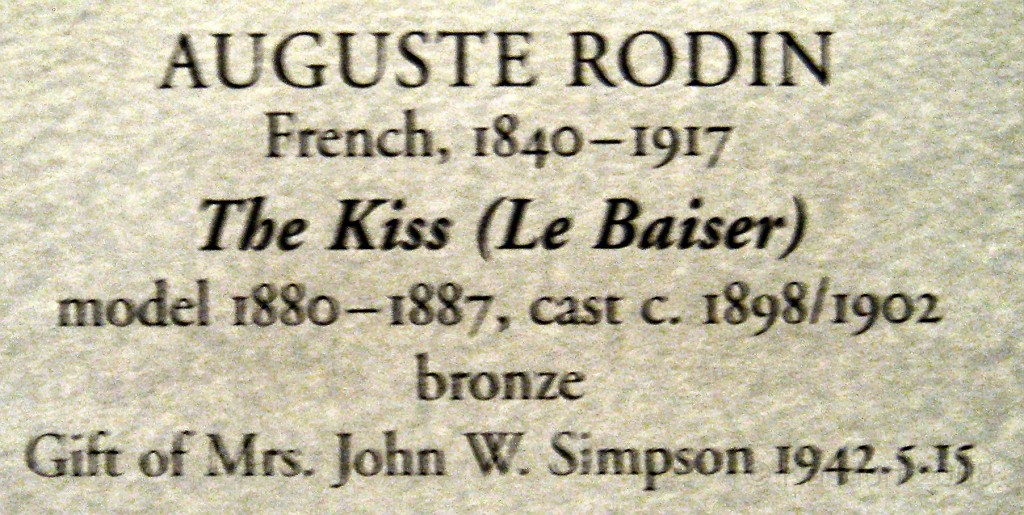 AUGUSTE RODIN
French, 1840–1917
The Kiss (Le Baiser)
model 1880–1887, cast c. 1898/1902
bronze
Gift of Mrs. John W. Simpson 1942.5.15